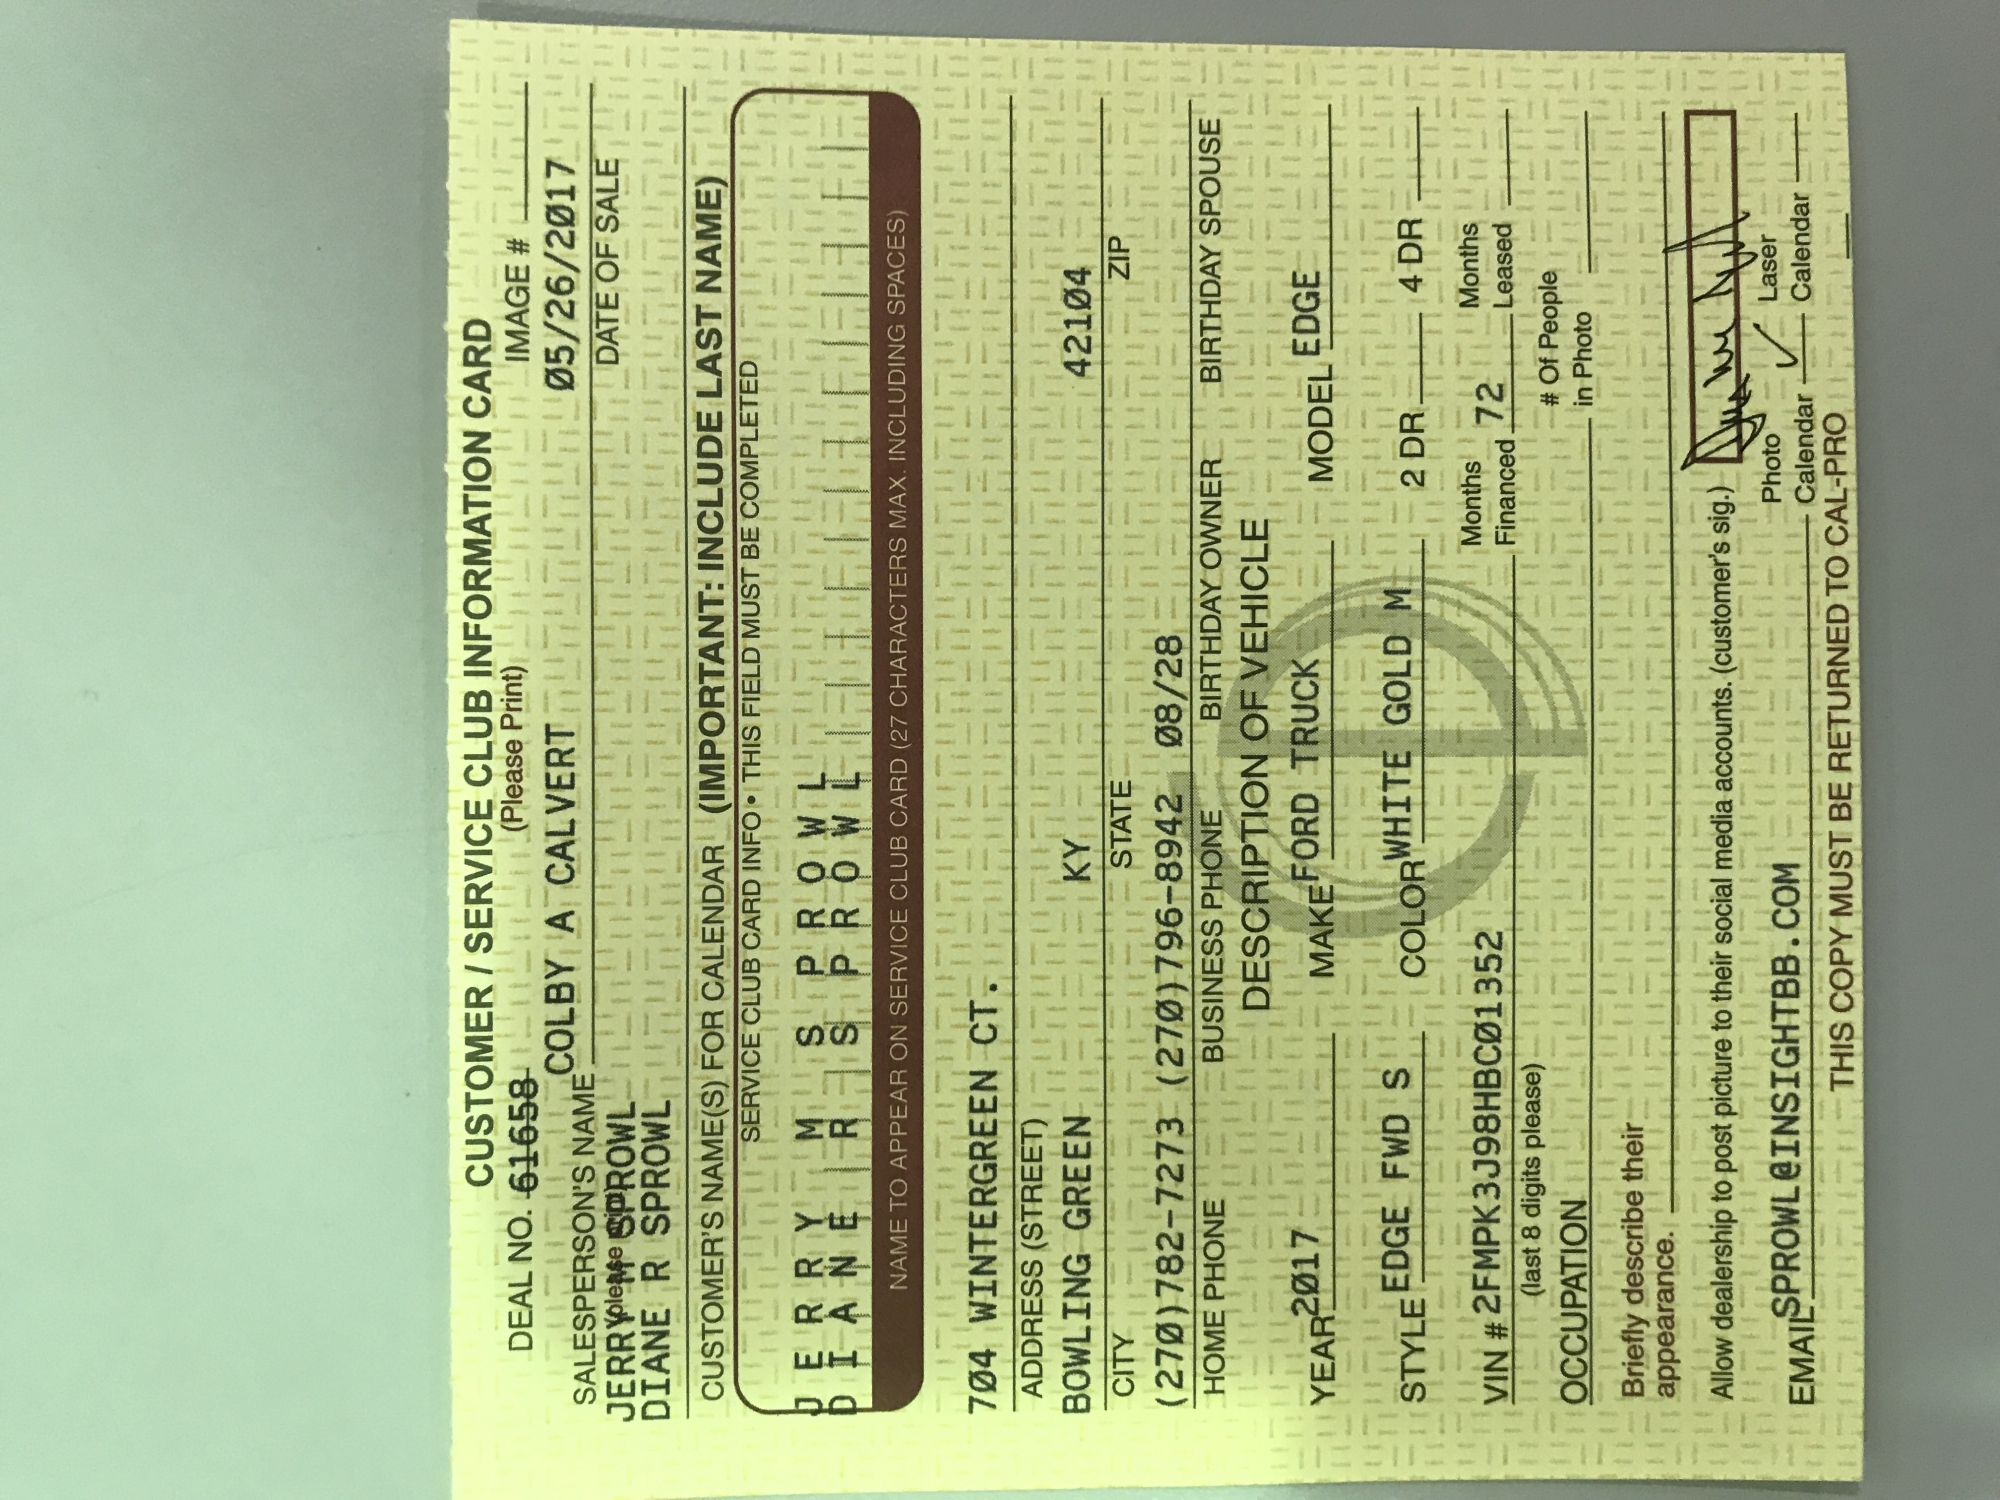 CUSTOMER / SERVICE CLUB INFORMATION CARD
(Please Print)
DEAL NO. 61658 IMAGE #
COLBY A CALVERT 05/26/2017
SALESPERSON'S NAME DATE OF SALE
(please print)
JERRY M SPROWL
DIANE R SPROWL
CUSTOMER'S NAME(S) FOR CALENDAR (IMPORTANT: INCLUDE LAST NAME)
SERVICE CLUB CARD INFO • THIS FIELD MUST BE COMPLETED
JERRY M SPROWL
DIANE R SPROWL
NAME TO APPEAR ON SERVICE CLUB CARD (27 CHARACTERS MAX. INCLUDING SPACES)
704 WINTERGREEN CT.
ADDRESS (STREET)
BOWLING GREEN KY 42104
CITY STATE ZIP
(270)782-7273 (270)796-8942 08/28
HOME PHONE BUSINESS PHONE BIRTHDAY OWNER BIRTHDAY SPOUSE
DESCRIPTION OF VEHICLE
YEAR 2017 MAKE FORD TRUCK MODEL EDGE
STYLE EDGE FWD S COLOR WHITE GOLD M 2 DR 4 DR
VIN # 2FMPK3J98HBC01352 Months Financed 72 Months Leased
(last 8 digits please)
OCCUPATION # Of People in Photo
Briefly describe their
appearance.
Allow dealership to post picture to their social media accounts. (customer's sig.)
EMAIL SPROWL@INSIGHTBB.COM Photo Calendar Laser Calendar
THIS COPY MUST BE RETURNED TO CAL-PRO